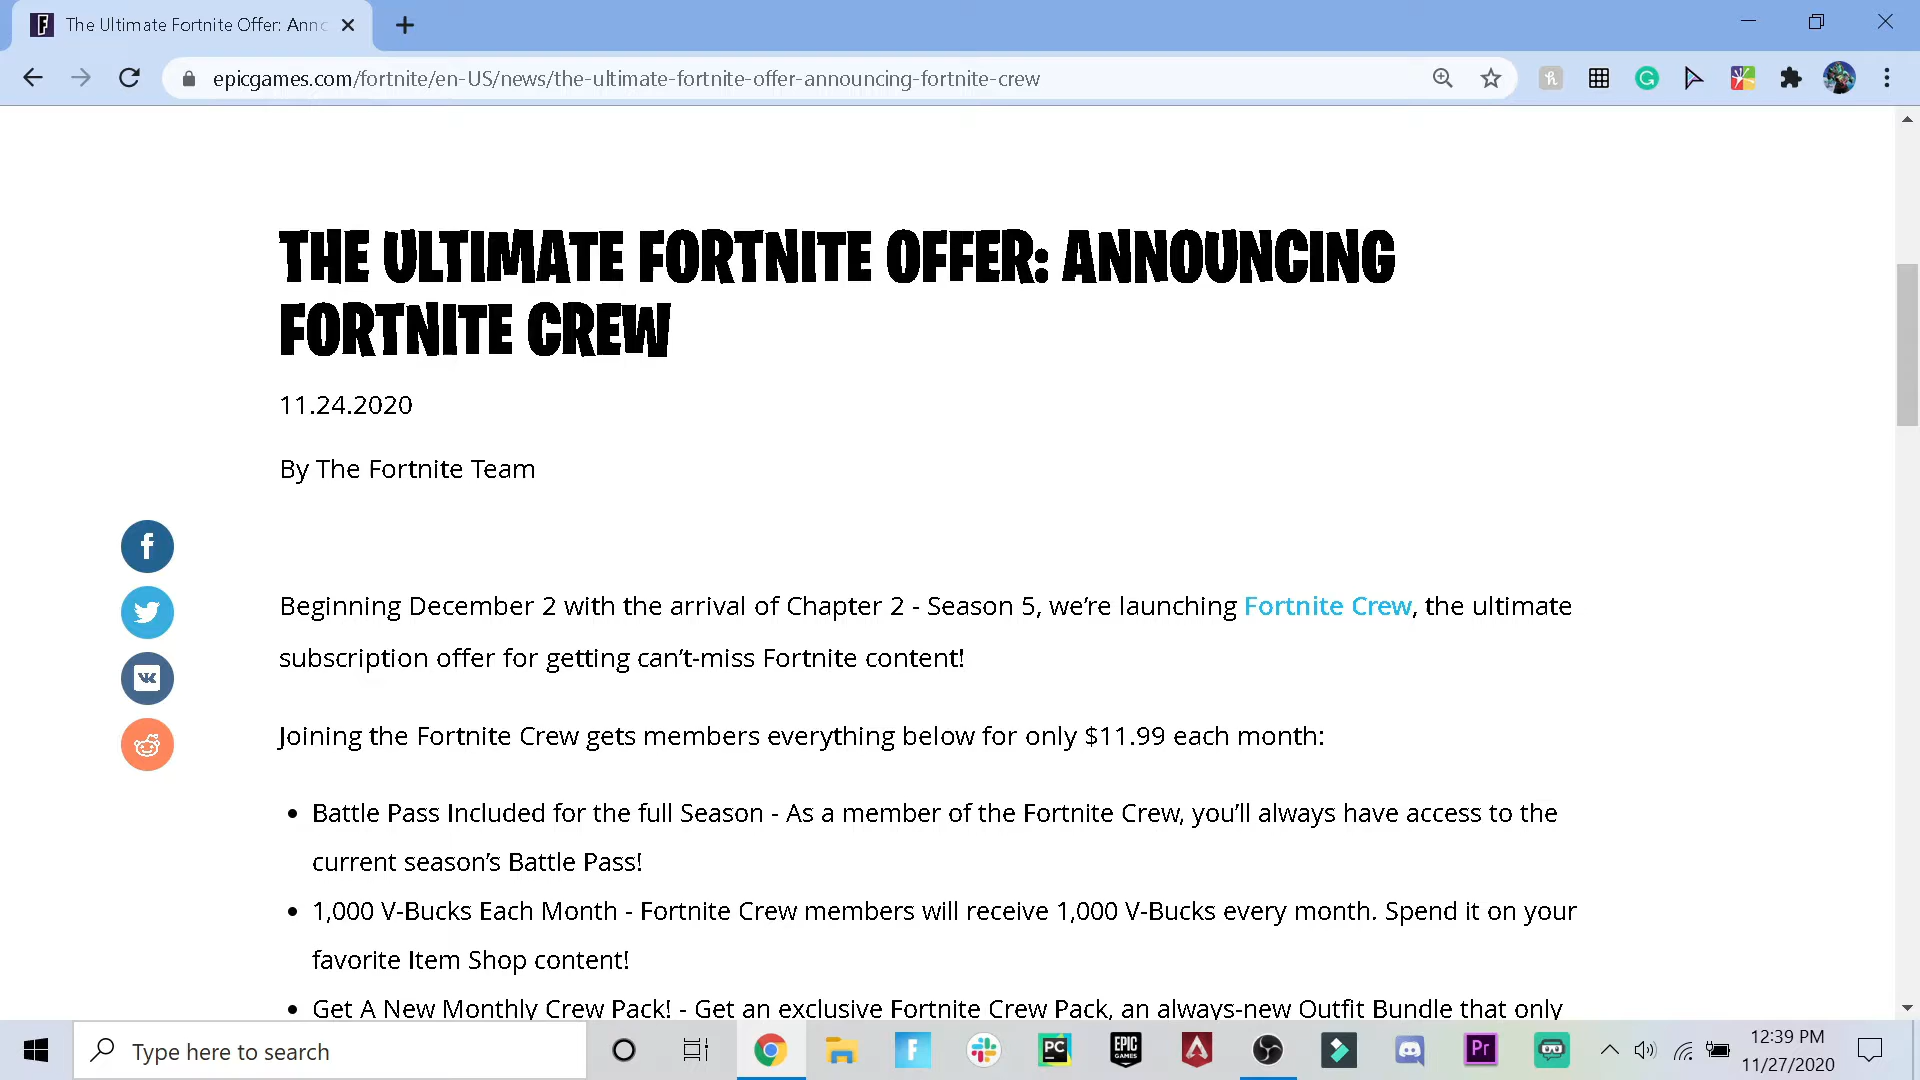 The Ultimate Fortnite Offer: Anno
epicgames.com/fortnite/en-US/news/the-ultimate-fortnite-offer-announcing-fortnite-crew
THE ULTIMATE FORTNITE OFFER: ANNOUNCING
FORTNITE CREW
11.24.2020
By The Fortnite Team
Beginning December 2 with the arrival of Chapter 2 - Season 5, we’re launching Fortnite Crew, the ultimate
subscription offer for getting can’t-miss Fortnite content!
Joining the Fortnite Crew gets members everything below for only $11.99 each month:
• Battle Pass Included for the full Season - As a member of the Fortnite Crew, you’ll always have access to the
current season’s Battle Pass!
• 1,000 V-Bucks Each Month - Fortnite Crew members will receive 1,000 V-Bucks every month. Spend it on your
favorite Item Shop content!
• Get A New Monthly Crew Pack! - Get an exclusive Fortnite Crew Pack, an always-new Outfit Bundle that only
Type here to search
F
PC
EPIC
GAMES
Pr
12:39 PM
11/27/2020